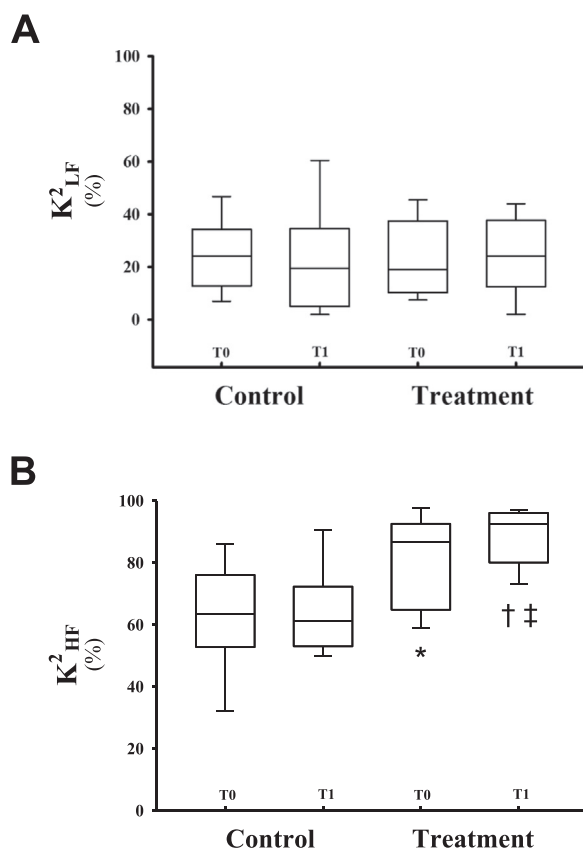 A
100
80
60
40
20
0
K²LF
(%)
T0 T1 T0 T1
Control Treatment
B
100
80
60
40
20
0
K²HF
(%)
* † ‡
T0 T1 T0 T1
Control Treatment